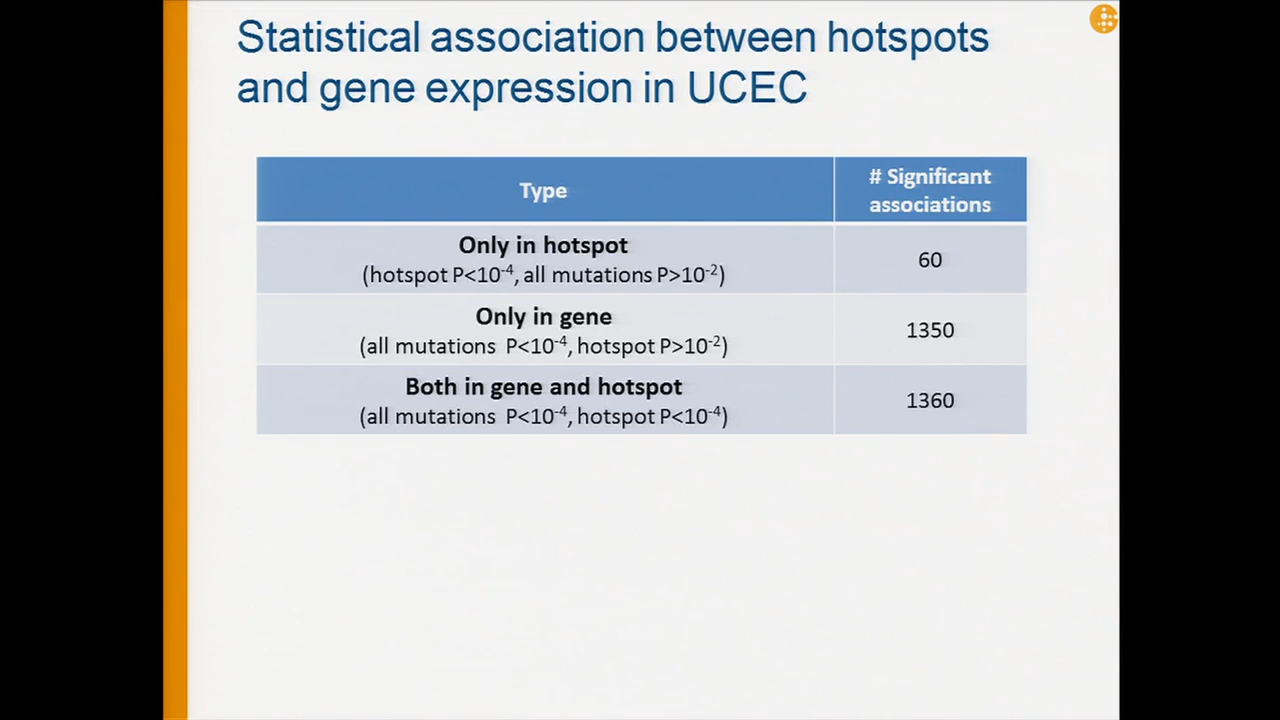 Statistical association between hotspots
and gene expression in UCEC
Type
# Significant
associations
Only in hotspot
(hotspot P<10⁻⁴, all mutations P>10⁻²)
60
Only in gene
(all mutations P<10⁻⁴, hotspot P>10⁻²)
1350
Both in gene and hotspot
(all mutations P<10⁻⁴, hotspot P<10⁻⁴)
1360